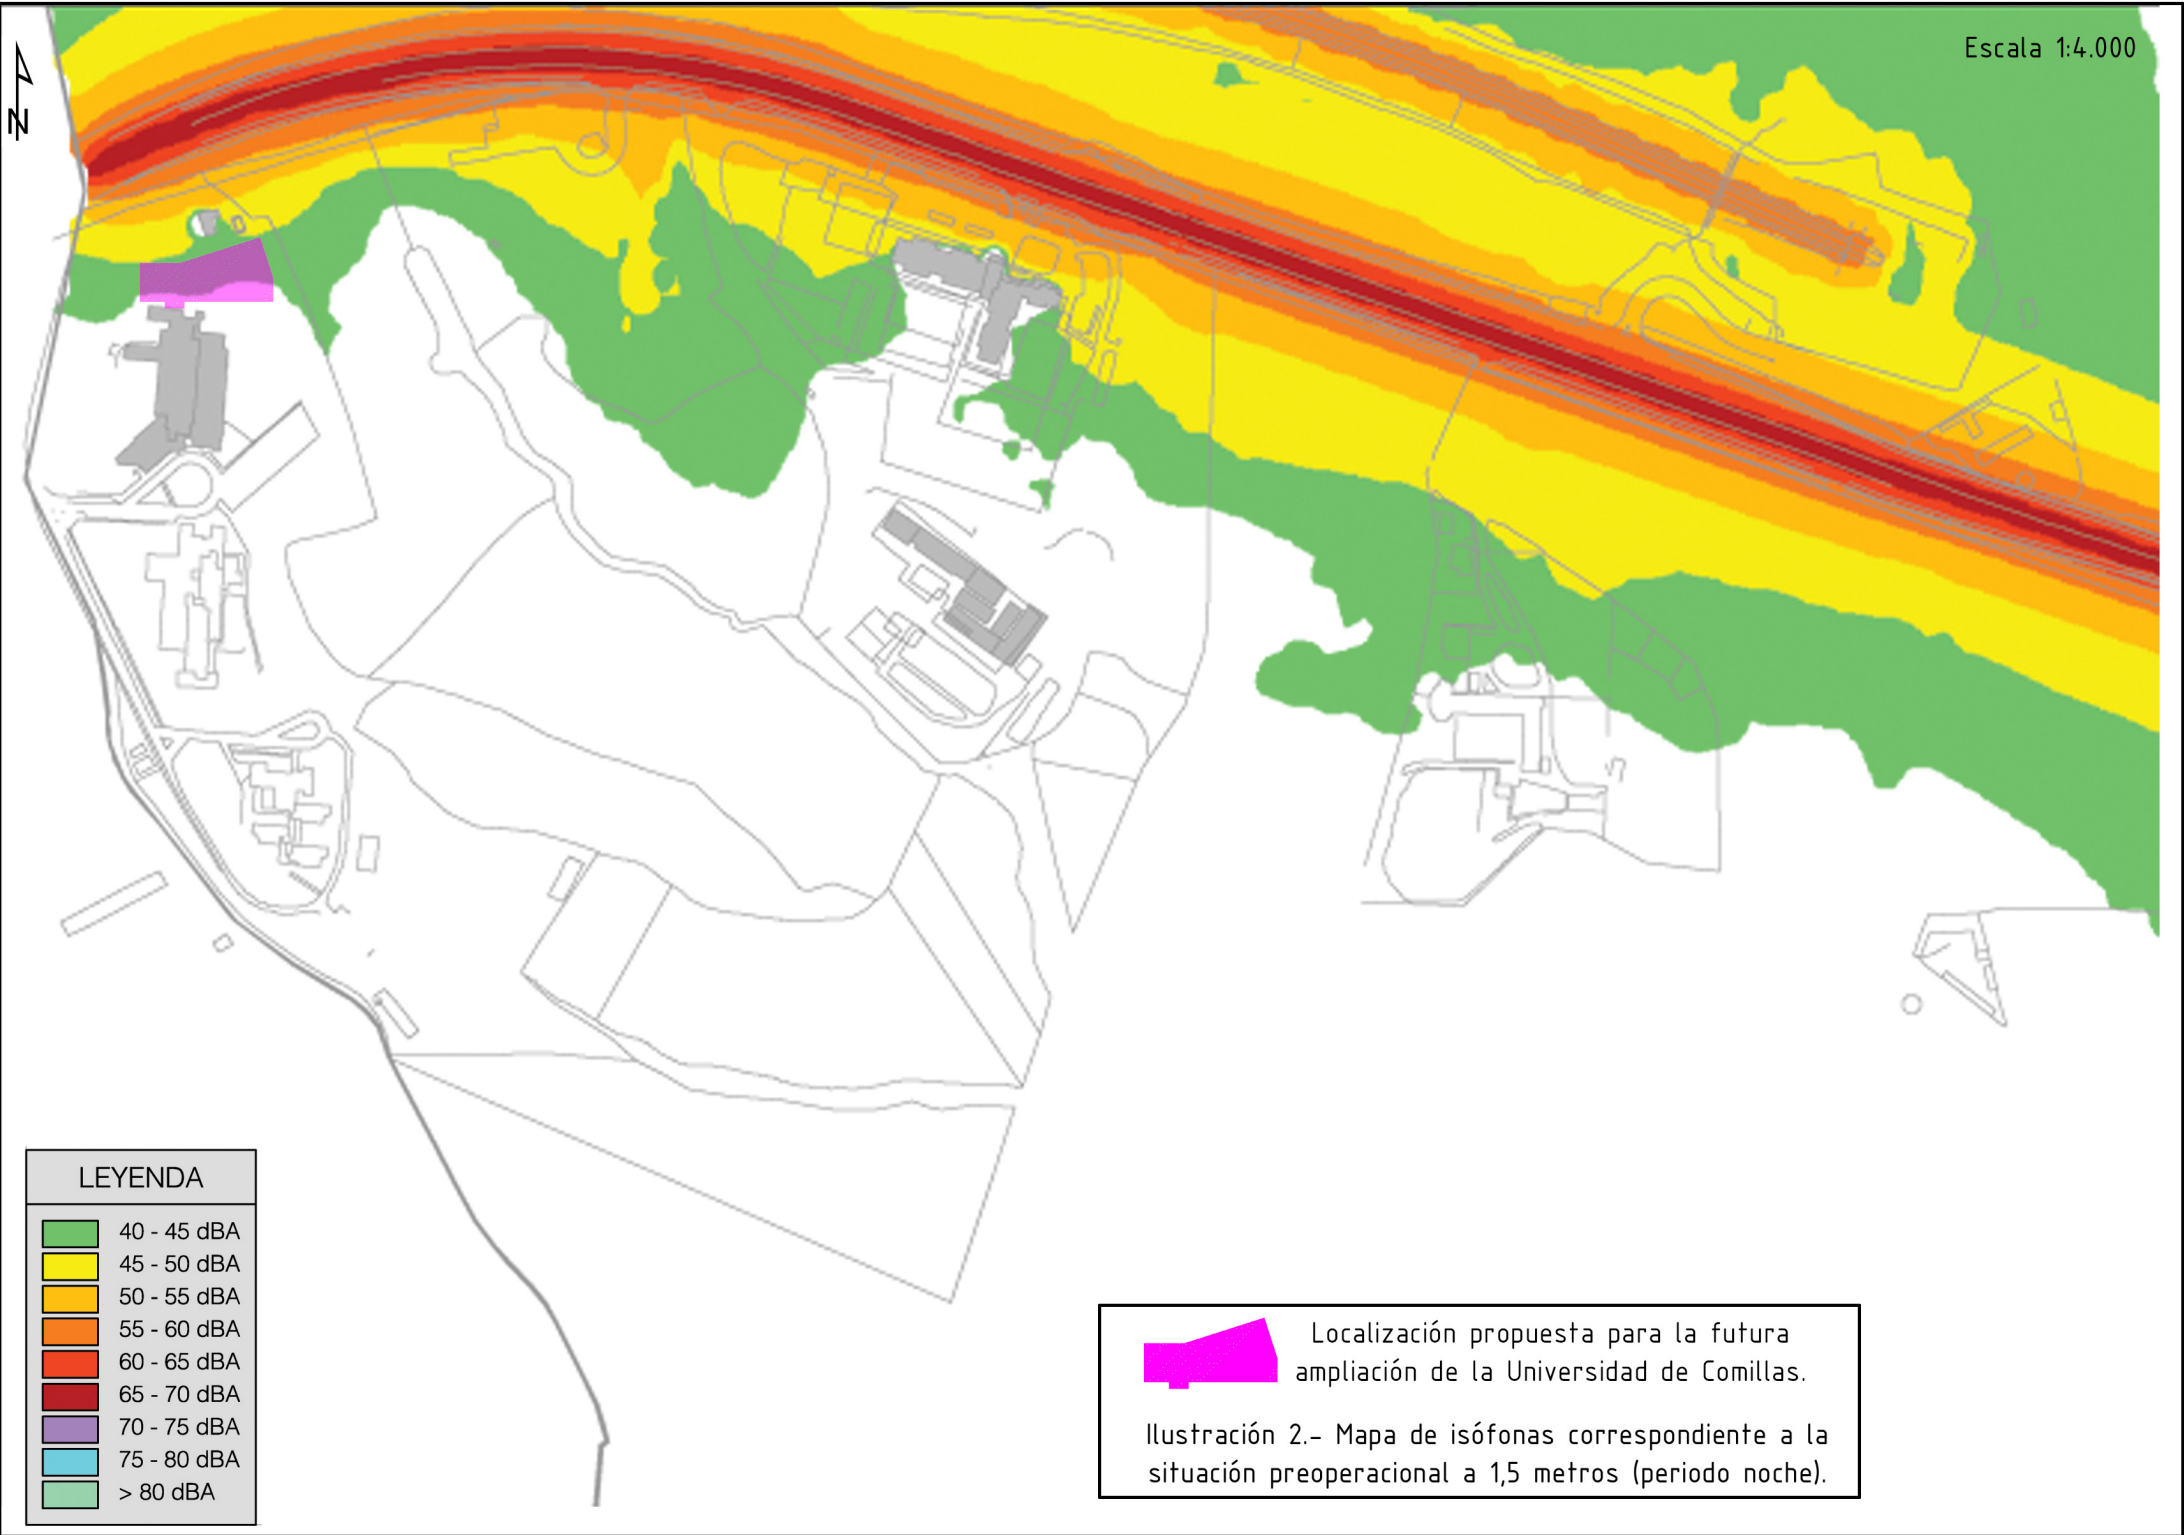 Escala 1:4.000
N
LEYENDA
40 - 45 dBA
45 - 50 dBA
50 - 55 dBA
55 - 60 dBA
60 - 65 dBA
65 - 70 dBA
70 - 75 dBA
75 - 80 dBA
> 80 dBA
Localización propuesta para la futura
ampliación de la Universidad de Comillas.
Ilustración 2.- Mapa de isófonas correspondiente a la
situación preoperacional a 1,5 metros (periodo noche).